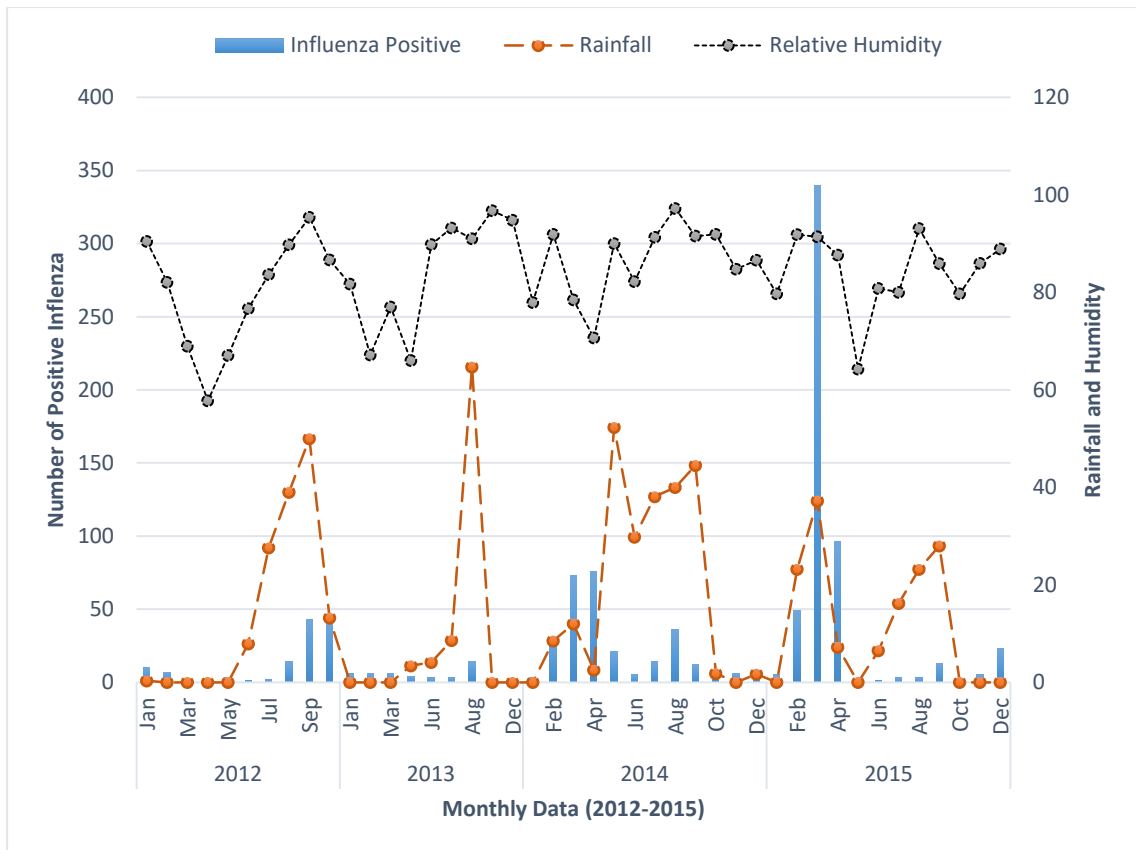 Influenza Positive Rainfall Relative Humidity
400 120
350
100
300
80
250
200 60
150
40
100
20
50
0 0
Number of Positive Inflenza
Rainfall and Humidity
Jan Mar May Jul Sep Jan Mar Jun Aug Dec Feb Apr Jun Aug Oct Dec Feb Apr Jun Aug Oct Dec
2012 2013 2014 2015
Monthly Data (2012-2015)